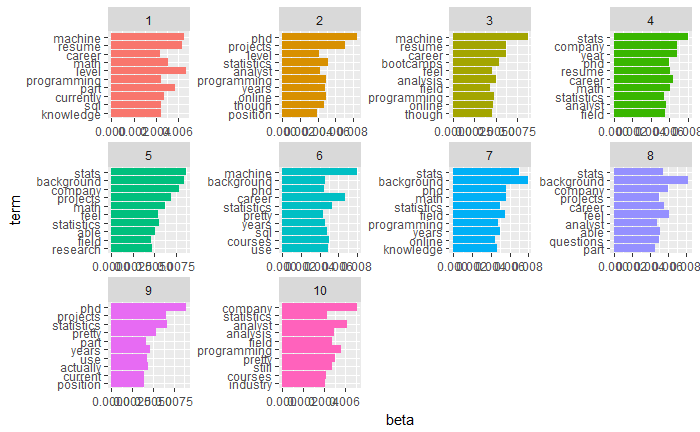 1
2
3
4
machine
resume
career
math
level
programming
part
currently
sql
knowledge
phd
projects
level
statistics
analyst
programming
years
online
though
position
machine
resume
career
bootcamps
feel
analysis
field
programming
online
though
stats
company
year
phd
resume
career
math
statistics
analyst
field
5
6
7
8
stats
background
company
projects
math
feel
statistics
able
field
research
machine
background
phd
career
statistics
pretty
years
sql
courses
use
stats
background
phd
math
statistics
field
programming
years
online
knowledge
stats
background
company
projects
career
feel
analyst
able
questions
part
9
10
phd
projects
statistics
pretty
part
years
use
actually
current
position
company
statistics
analyst
analysis
field
programming
pretty
still
courses
industry
term
beta